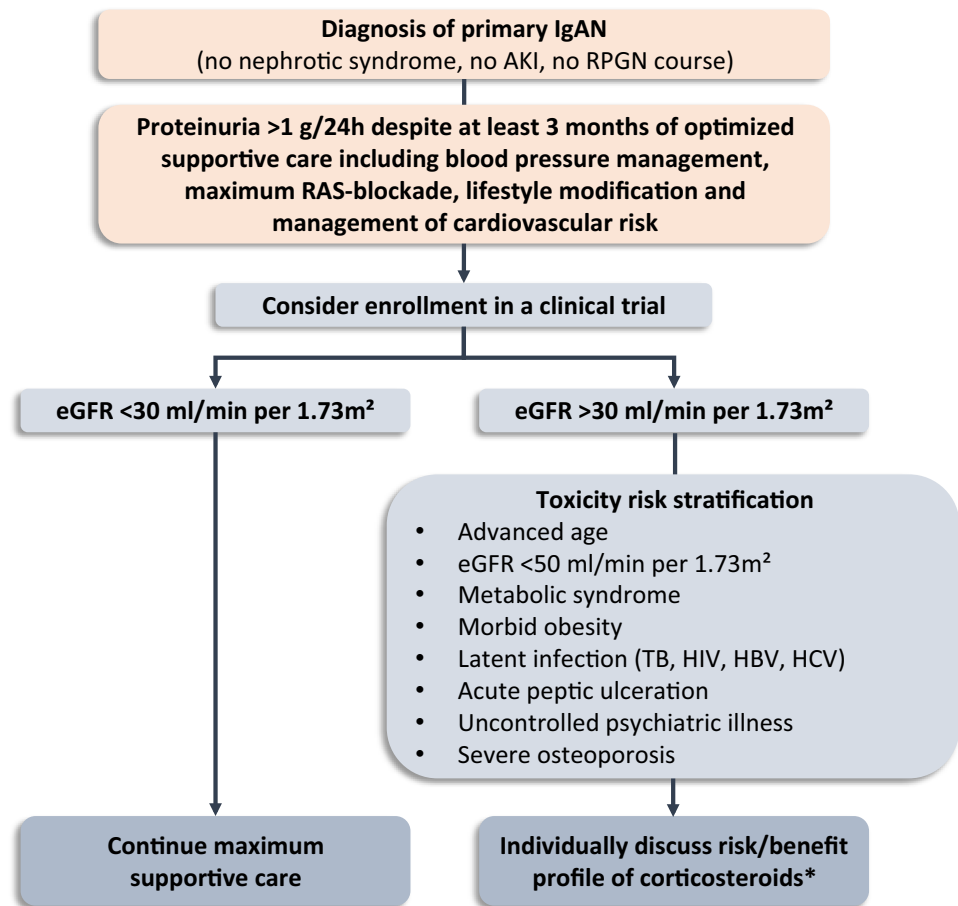 Diagnosis of primary IgAN
(no nephrotic syndrome, no AKI, no RPGN course)
Proteinuria >1 g/24h despite at least 3 months of optimized
supportive care including blood pressure management,
maximum RAS-blockade, lifestyle modification and
management of cardiovascular risk
Consider enrollment in a clinical trial
eGFR <30 ml/min per 1.73m²
eGFR >30 ml/min per 1.73m²
Toxicity risk stratification
• Advanced age
• eGFR <50 ml/min per 1.73m²
• Metabolic syndrome
• Morbid obesity
• Latent infection (TB, HIV, HBV, HCV)
• Acute peptic ulceration
• Uncontrolled psychiatric illness
• Severe osteoporosis
Continue maximum
supportive care
Individually discuss risk/benefit
profile of corticosteroids*